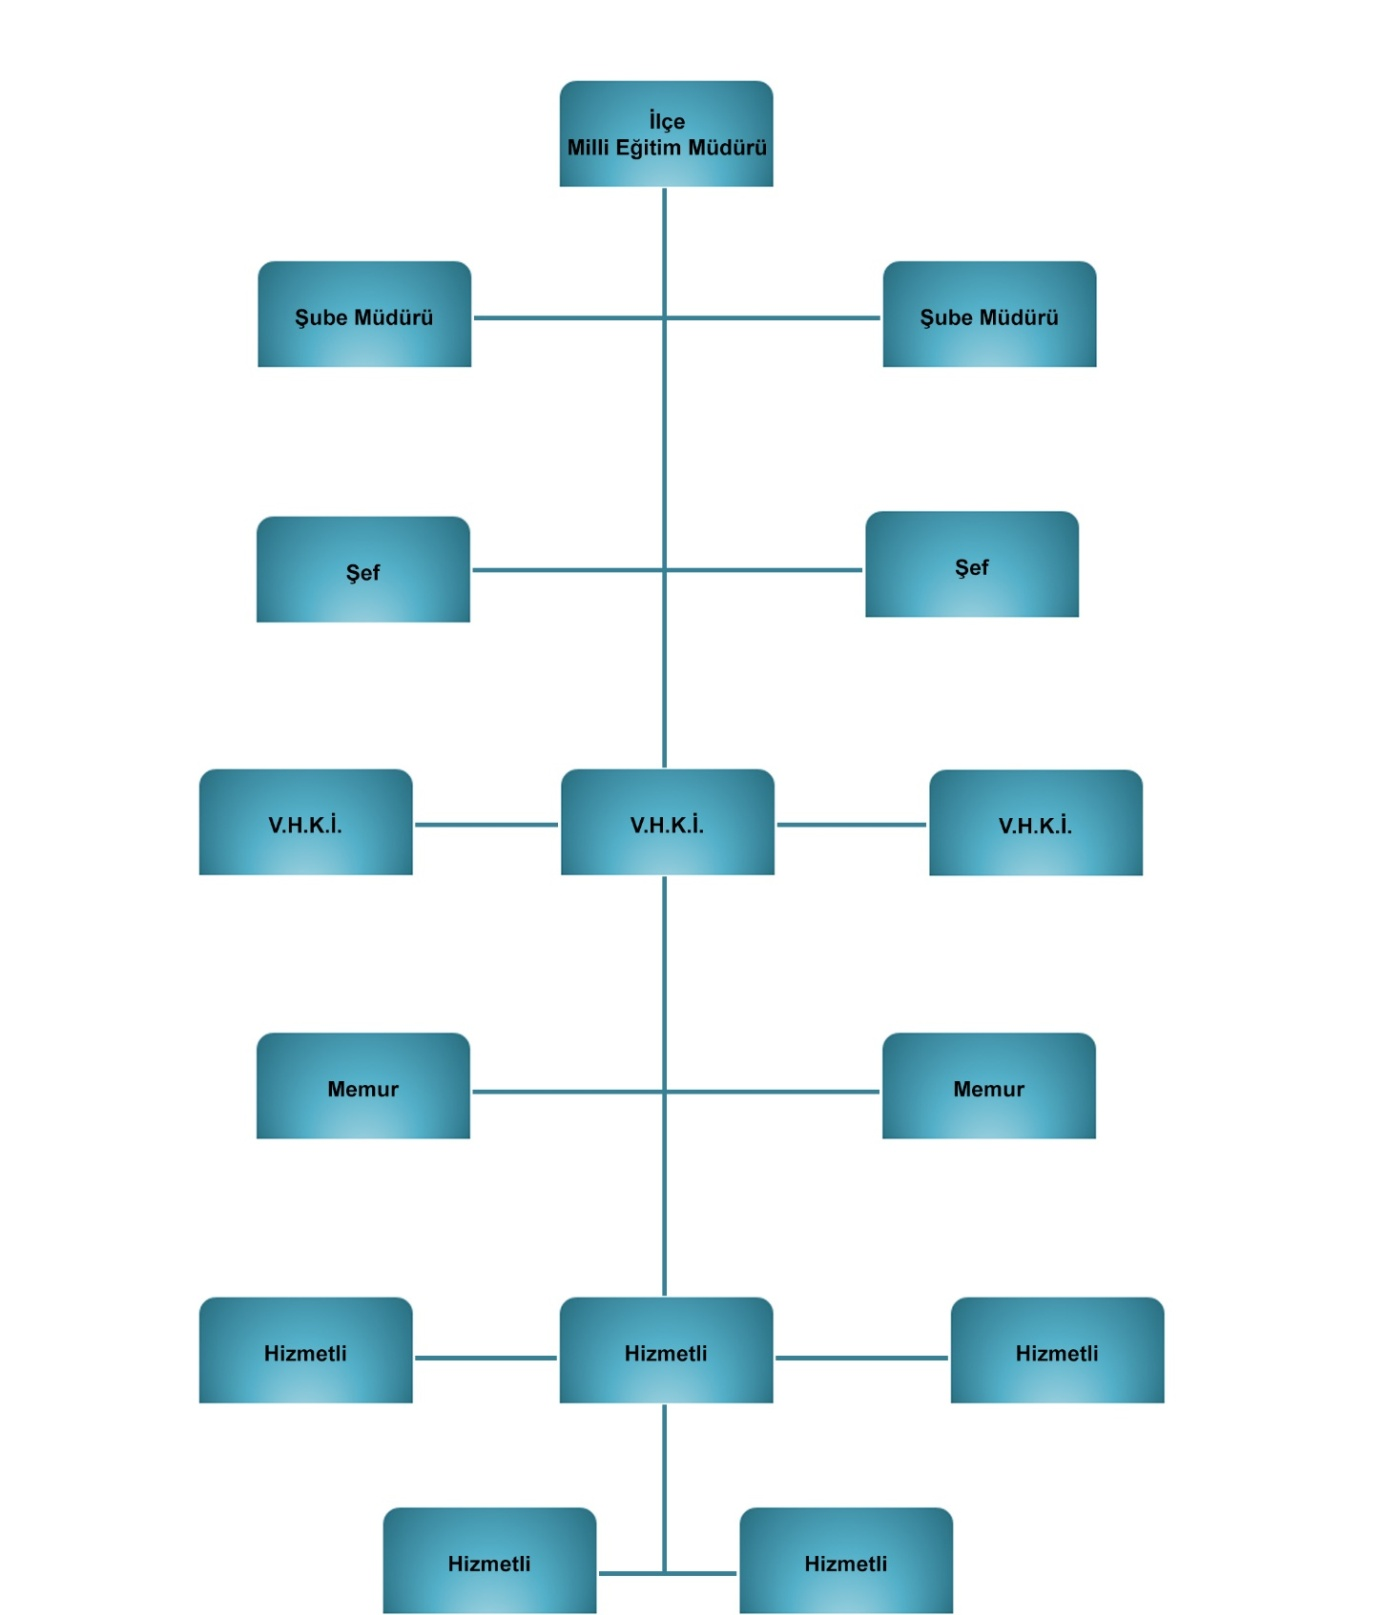 İlçe
Milli Eğitim Müdürü
Şube Müdürü
Şube Müdürü
Şef
Şef
V.H.K.İ.
V.H.K.İ.
V.H.K.İ.
Memur
Memur
Hizmetli
Hizmetli
Hizmetli
Hizmetli
Hizmetli